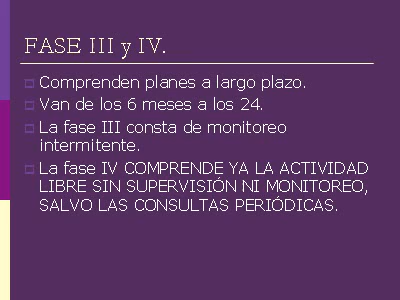 FASE III y IV.
Comprenden planes a largo plazo.
Van de los 6 meses a los 24.
La fase III consta de monitoreo
intermitente.
La fase IV COMPRENDE YA LA ACTIVIDAD
LIBRE SIN SUPERVISIÓN NI MONITOREO,
SALVO LAS CONSULTAS PERIÓDICAS.